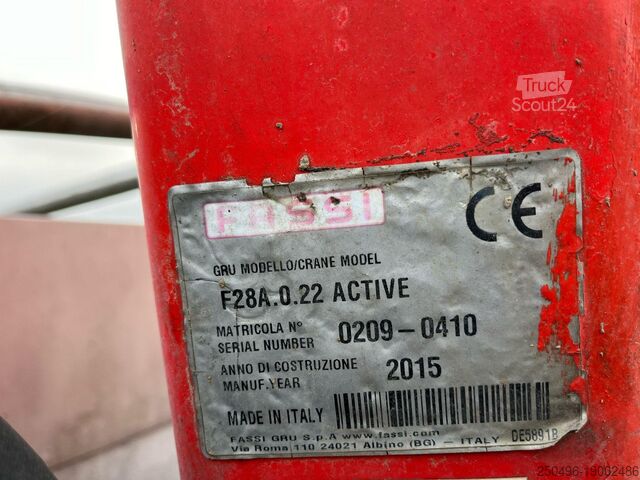 Truck
Scout24
FASSI
CE
GRU MODELLO/CRANE MODEL
F28A.0.22 ACTIVE
MATRICOLA N°
SERIAL NUMBER
0209-0410
ANNO DI COSTRUZIONE
MANUF.YEAR
2015
MADE IN ITALY
FASSI GRU S.p.A www.fassi.com
Via Roma 110 24021 Albino (BG) - ITALY
DE5891B
250496-19062486